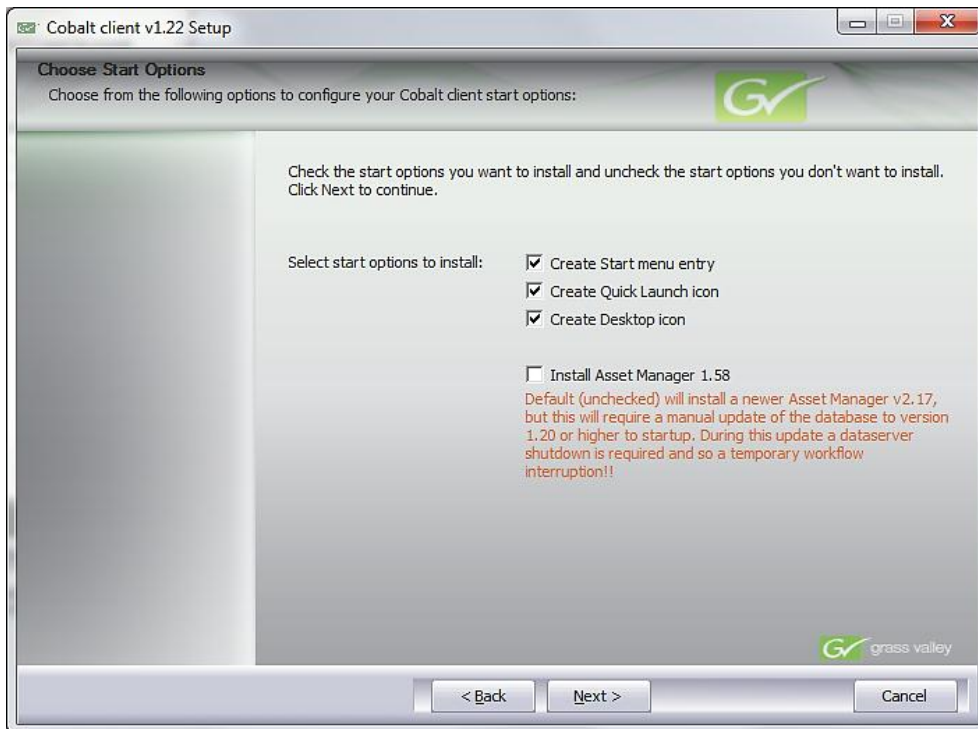 Cobalt client v1.22 Setup
Choose Start Options
Choose from the following options to configure your Cobalt client start options:
GV
Check the start options you want to install and uncheck the start options you don't want to install.
Click Next to continue.
Select start options to install:
Create Start menu entry
Create Quick Launch icon
Create Desktop icon
Install Asset Manager 1.58
Default (unchecked) will install a newer Asset Manager v2.17,
but this will require a manual update of the database to version
1.20 or higher to startup. During this update a dataserver
shutdown is required and so a temporary workflow
interruption!!
GV grass valley
< Back
Next >
Cancel